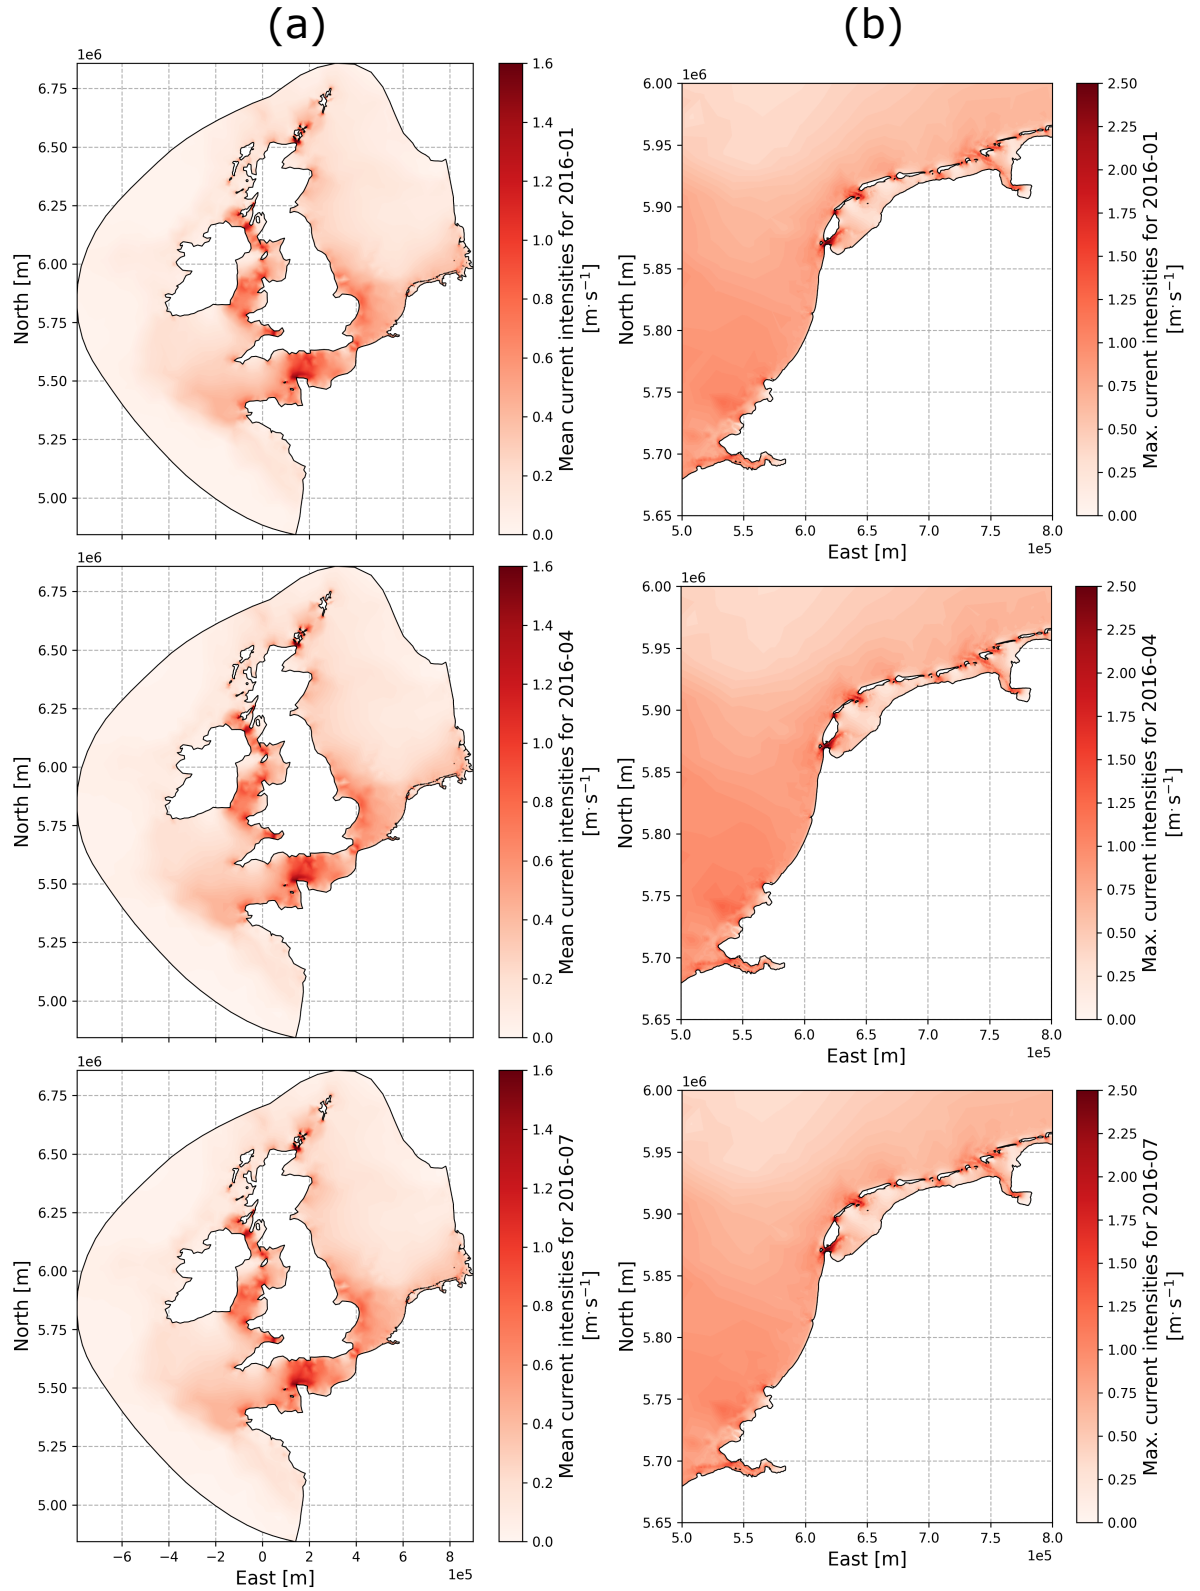 (a)
(b)
1e6
6.75
6.50
6.25
6.00
5.75
5.50
5.25
5.00
North [m]
1.6
1.4
1.2
1.0
0.8
0.6
0.4
0.2
0.0
Mean current intensities for 2016-01
[m·s⁻¹]
1e6
6.00
5.95
5.90
5.85
5.80
5.75
5.70
5.65
North [m]
5.0 5.5 6.0 6.5 7.0 7.5 8.0
East [m]
1e5
2.50
2.25
2.00
1.75
1.50
1.25
1.00
0.75
0.50
0.25
0.00
Max. current intensities for 2016-01
[m·s⁻¹]
1e6
6.75
6.50
6.25
6.00
5.75
5.50
5.25
5.00
North [m]
1.6
1.4
1.2
1.0
0.8
0.6
0.4
0.2
0.0
Mean current intensities for 2016-04
[m·s⁻¹]
1e6
6.00
5.95
5.90
5.85
5.80
5.75
5.70
5.65
North [m]
5.0 5.5 6.0 6.5 7.0 7.5 8.0
East [m]
1e5
2.50
2.25
2.00
1.75
1.50
1.25
1.00
0.75
0.50
0.25
0.00
Max. current intensities for 2016-04
[m·s⁻¹]
1e6
6.75
6.50
6.25
6.00
5.75
5.50
5.25
5.00
North [m]
−6 −4 −2 0 2 4 6 8
East [m]
1e5
1.6
1.4
1.2
1.0
0.8
0.6
0.4
0.2
0.0
Mean current intensities for 2016-07
[m·s⁻¹]
1e6
6.00
5.95
5.90
5.85
5.80
5.75
5.70
5.65
North [m]
5.0 5.5 6.0 6.5 7.0 7.5 8.0
East [m]
1e5
2.50
2.25
2.00
1.75
1.50
1.25
1.00
0.75
0.50
0.25
0.00
Max. current intensities for 2016-07
[m·s⁻¹]